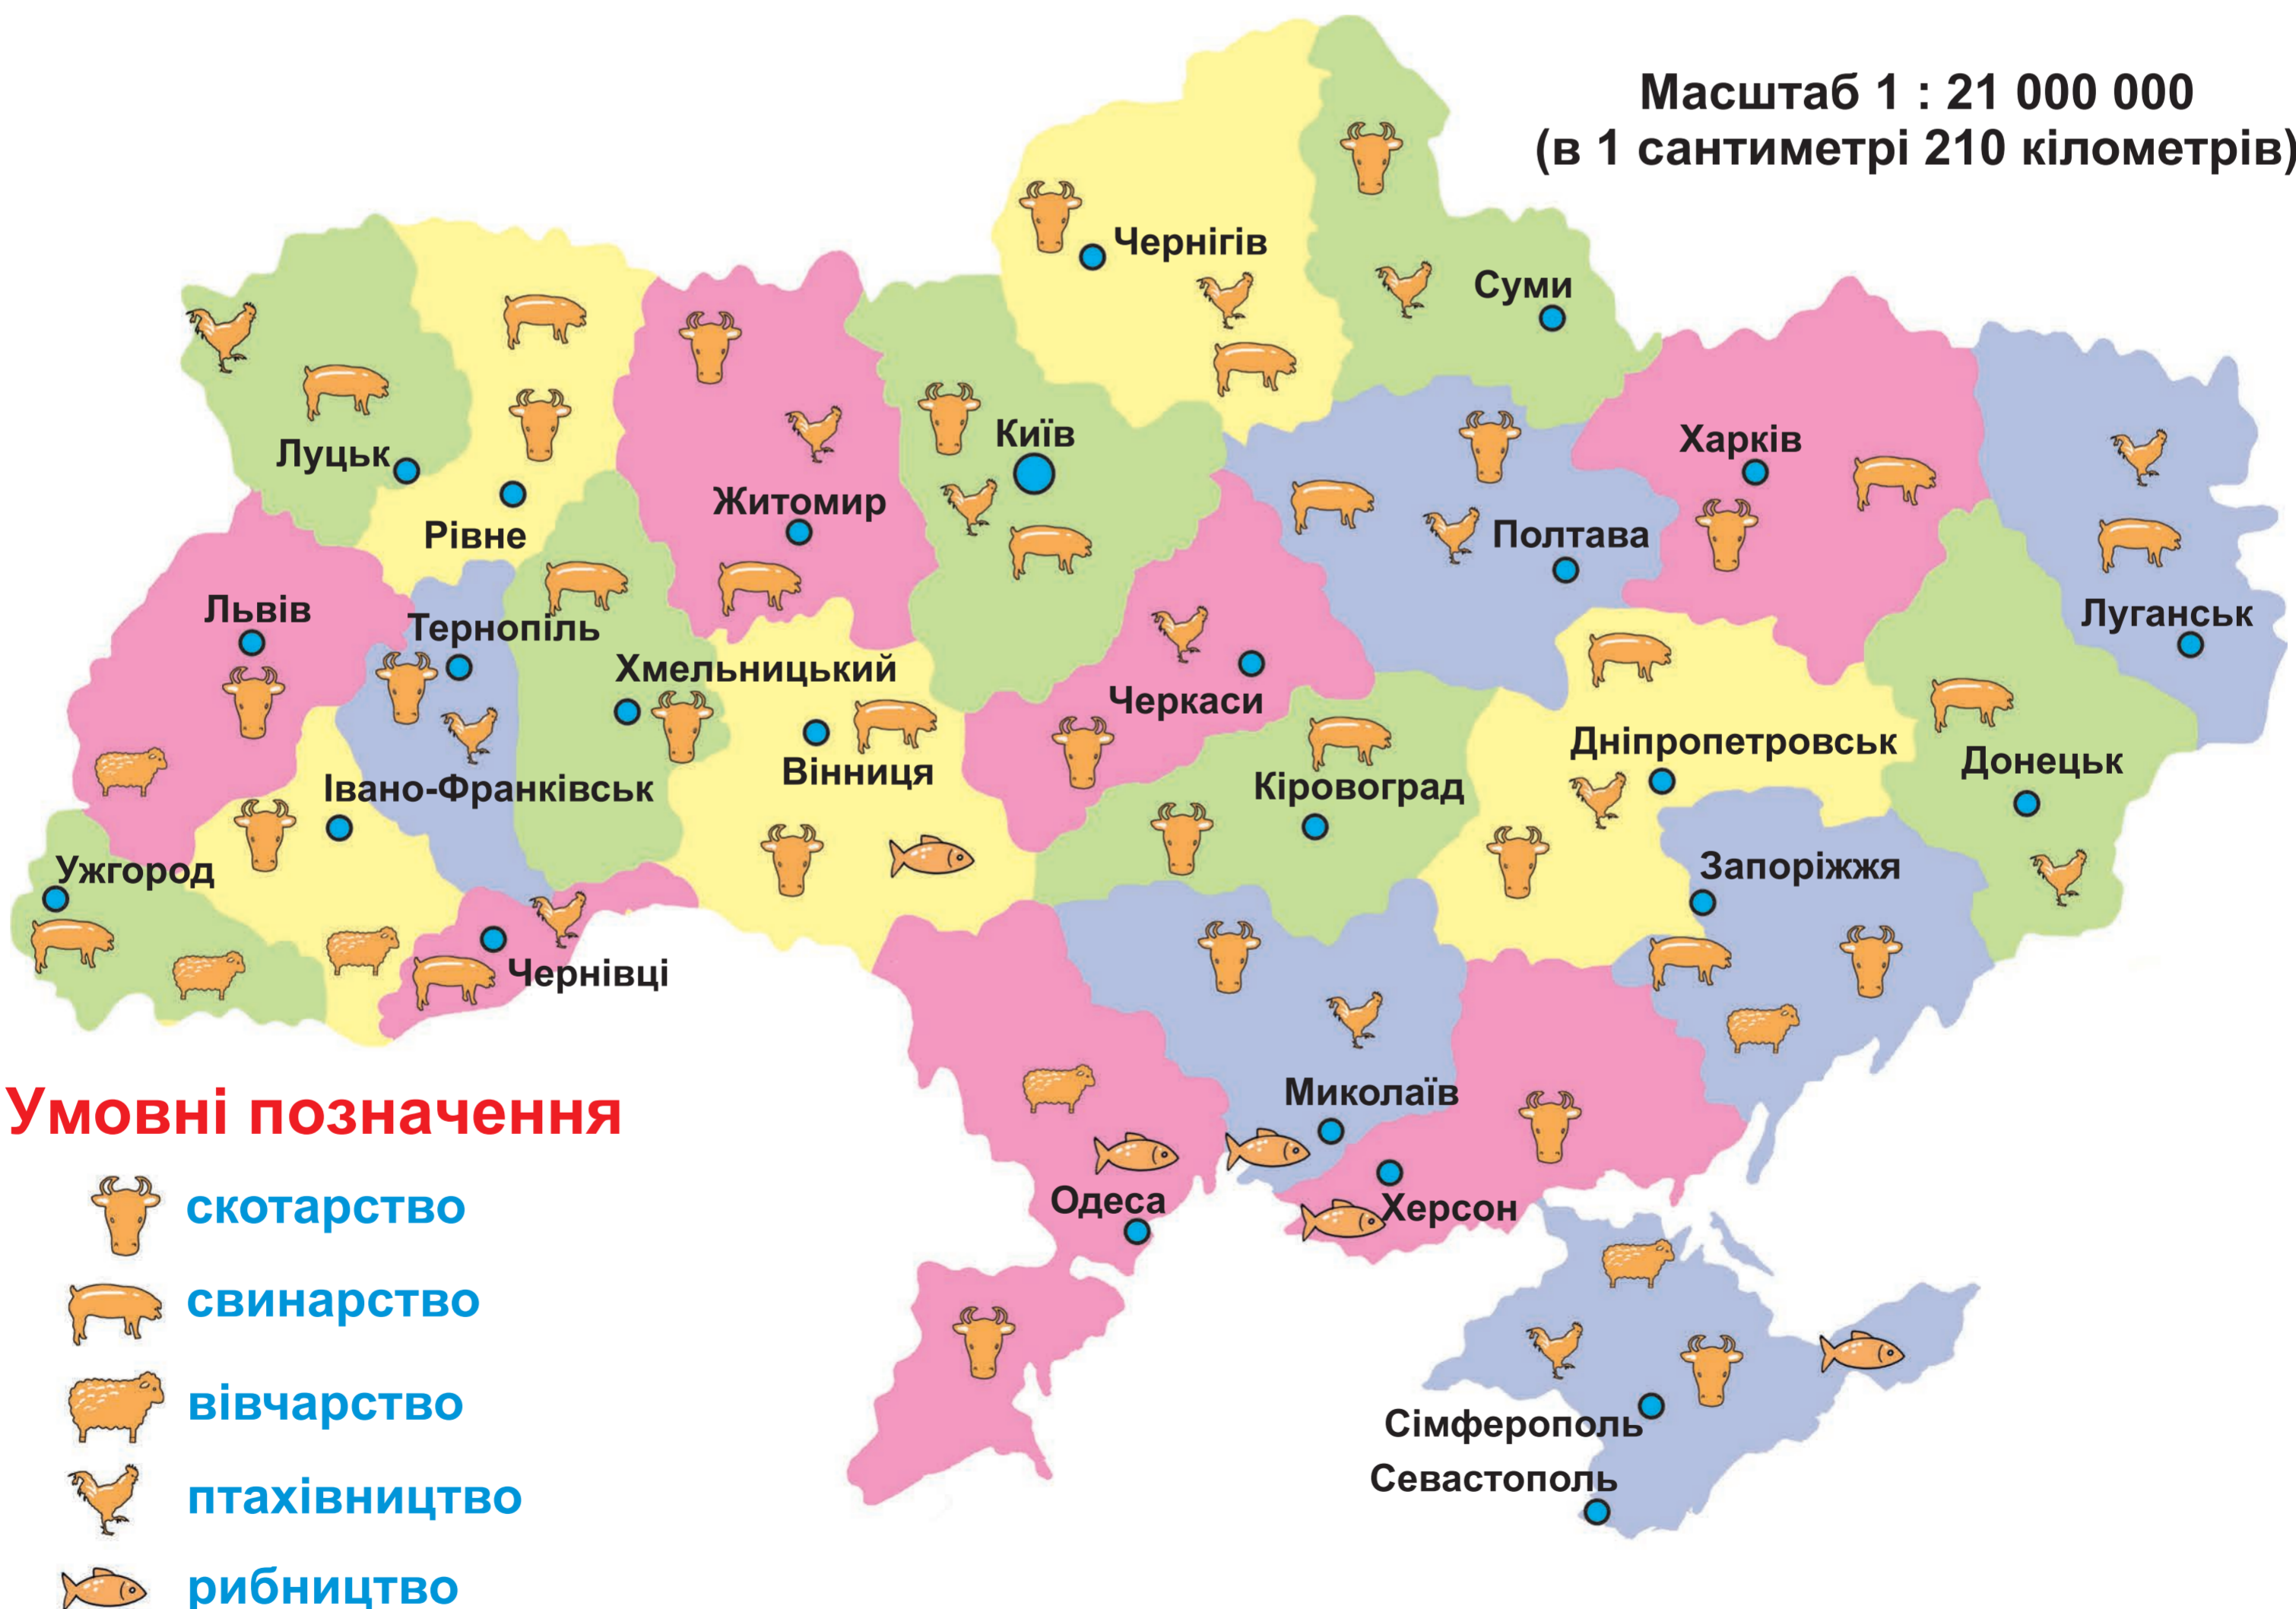 Масштаб 1 : 21 000 000
(в 1 сантиметрі 210 кілометрів)
Чернігів
Суми
Київ
Харків
Луцьк
Житомир
Рівне
Полтава
Львів
Тернопіль
Луганськ
Хмельницький
Черкаси
Дніпропетровськ
Вінниця
Донецьк
Івано-Франківськ
Кіровоград
Ужгород
Запоріжжя
Чернівці
Миколаїв
Одеса
Херсон
Сімферополь
Севастополь
Умовні позначення
скотарство
свинарство
вівчарство
птахівництво
рибництво